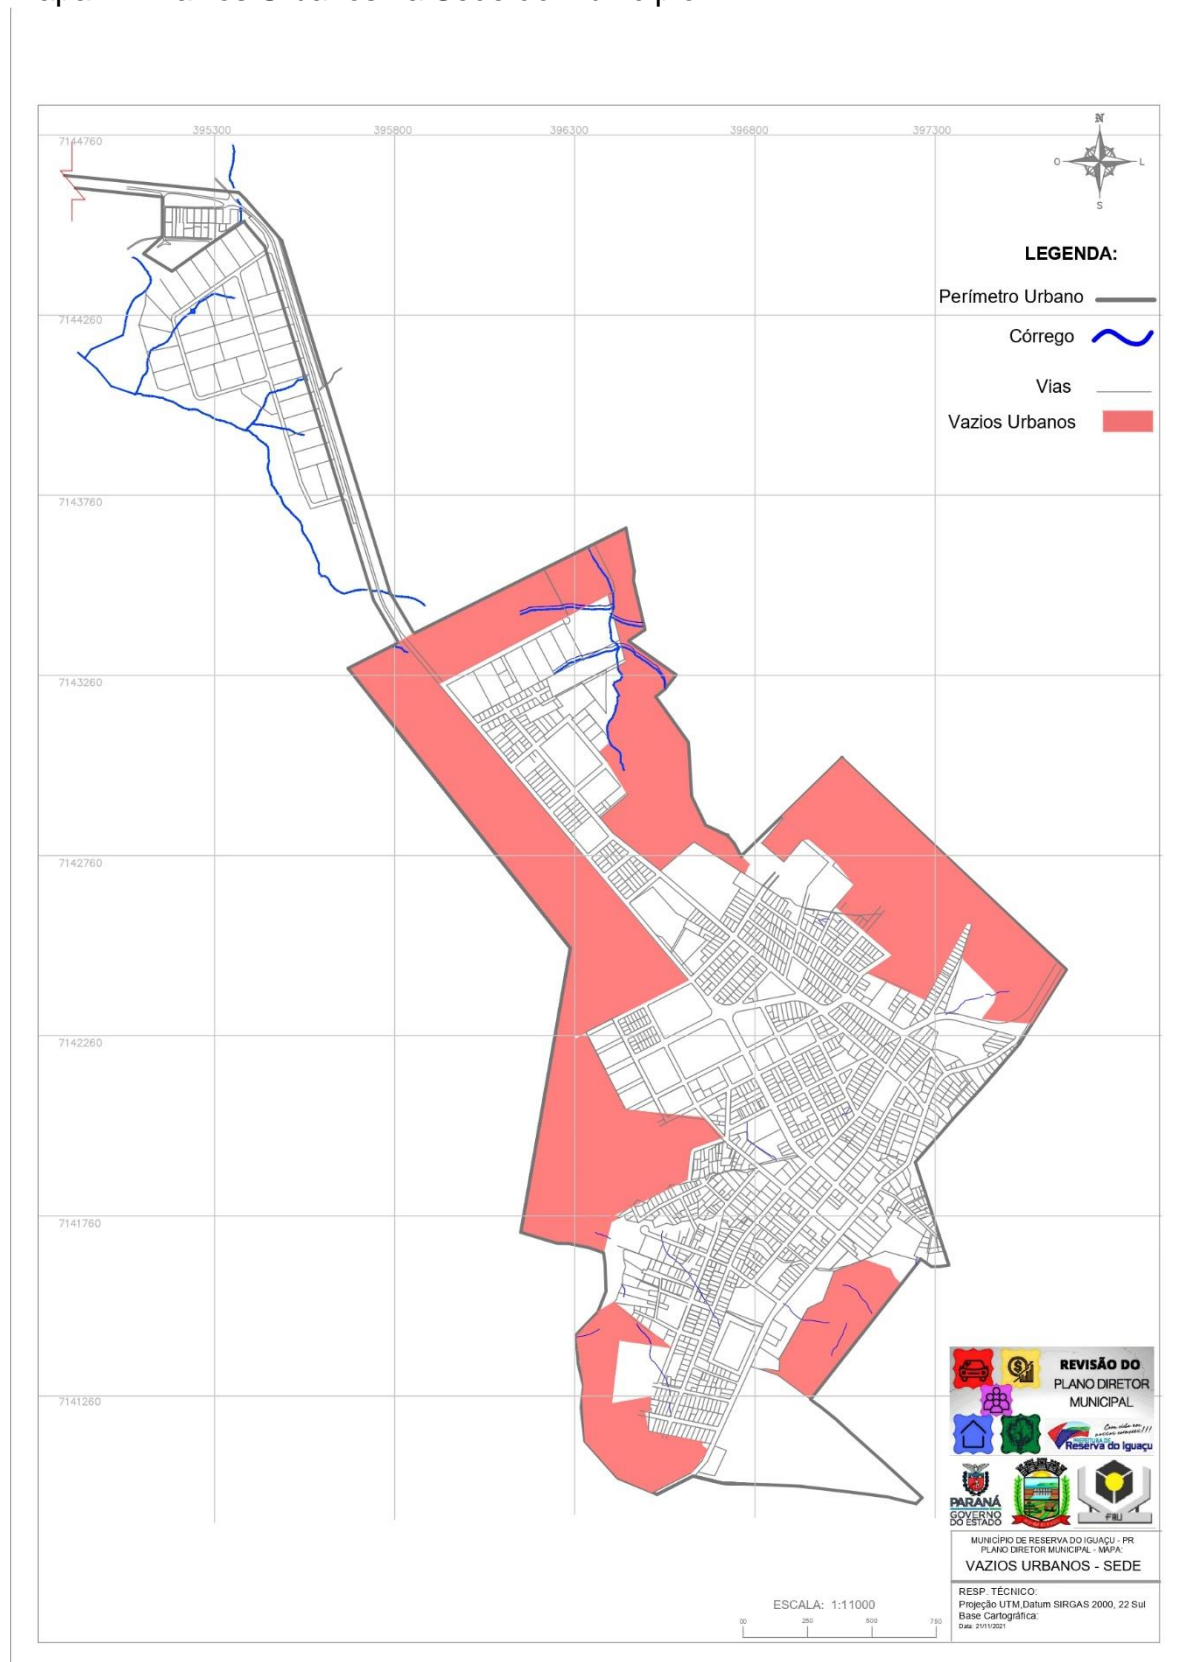 395300 395800 396300 396800 397300
7144760
N
O L
S
LEGENDA:
Perímetro Urbano
7144260
Córrego
Vias
Vazios Urbanos
7143760
7143260
7142760
7142260
7141760
7141260
REVISÃO DO
PLANO DIRETOR
MUNICIPAL
PREFEITURA DE
Reserva do Iguaçu
PARANÁ
GOVERNO
DO ESTADO
MUNICÍPIO DE RESERVA DO IGUAÇU - PR
PLANO DIRETOR MUNICIPAL - MAPA:
VAZIOS URBANOS - SEDE
RESP. TÉCNICO:
Projeção UTM,Datum SIRGAS 2000, 22 Sul
Base Cartográfica:
Data: 21/11/2021
ESCALA: 1:11000
00 250 500 750